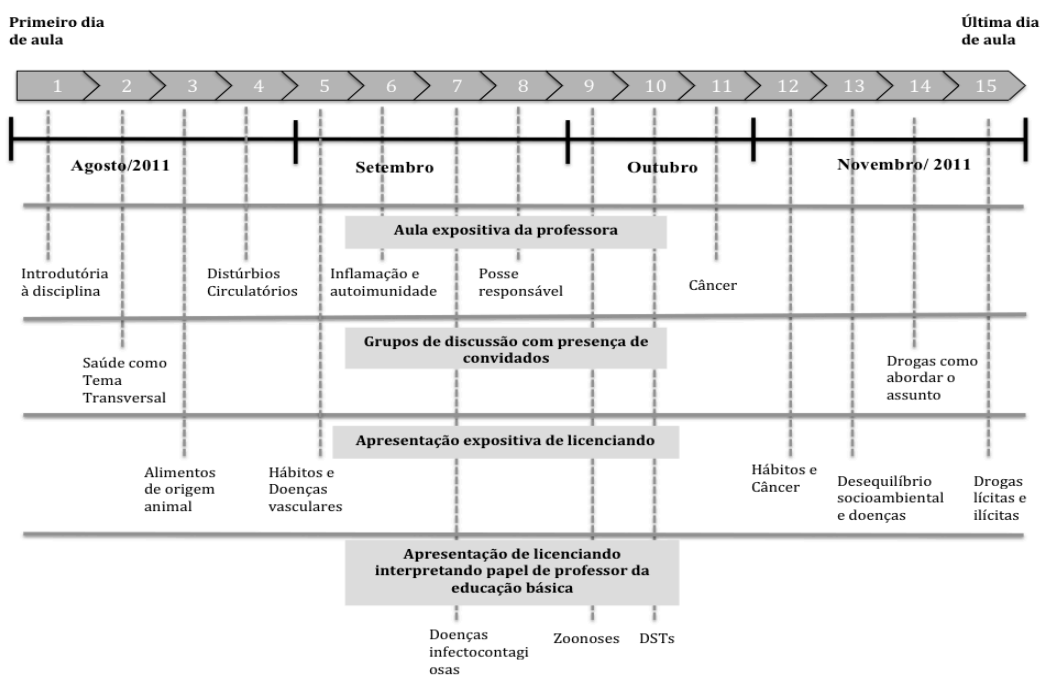 Primeiro dia
de aula
Última dia
de aula
1 2 3 4 5 6 7 8 9 10 11 12 13 14 15
Agosto/2011
Setembro
Outubro
Novembro/ 2011
Aula expositiva da professora
Introdutória
à disciplina
Distúrbios
Circulatórios
Inflamação e
autoimunidade
Posse
responsável
Câncer
Grupos de discussão com presença de
convidados
Saúde como
Tema
Transversal
Drogas como
abordar o
assunto
Apresentação expositiva de licenciando
Alimentos
de origem
animal
Hábitos e
Doenças
vasculares
Hábitos e
Câncer
Desequilíbrio
socioambiental
e doenças
Drogas
lícitas e
ilícitas
Apresentação de licenciando
interpretando papel de professor da
educação básica
Doenças
infectocontagi
osas
Zoonoses
DSTs